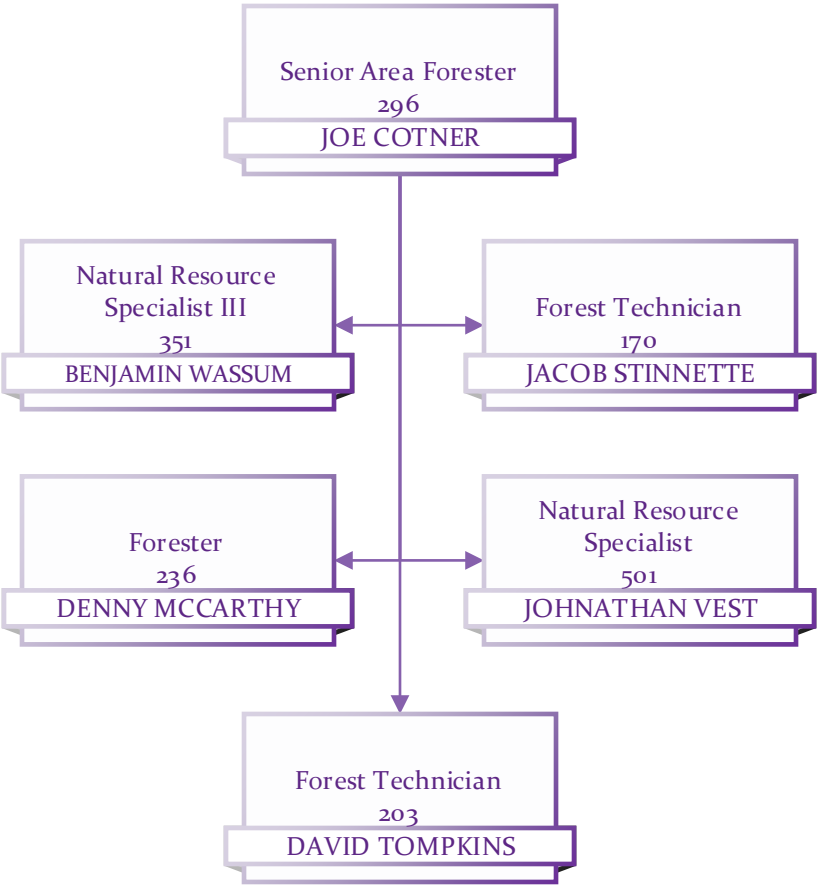 Senior Area Forester
296
JOE COTNER
Natural Resource
Specialist III
351
BENJAMIN WASSUM
Forest Technician
170
JACOB STINNETTE
Forester
236
DENNY MCCARTHY
Natural Resource
Specialist
501
JOHNATHAN VEST
Forest Technician
203
DAVID TOMPKINS